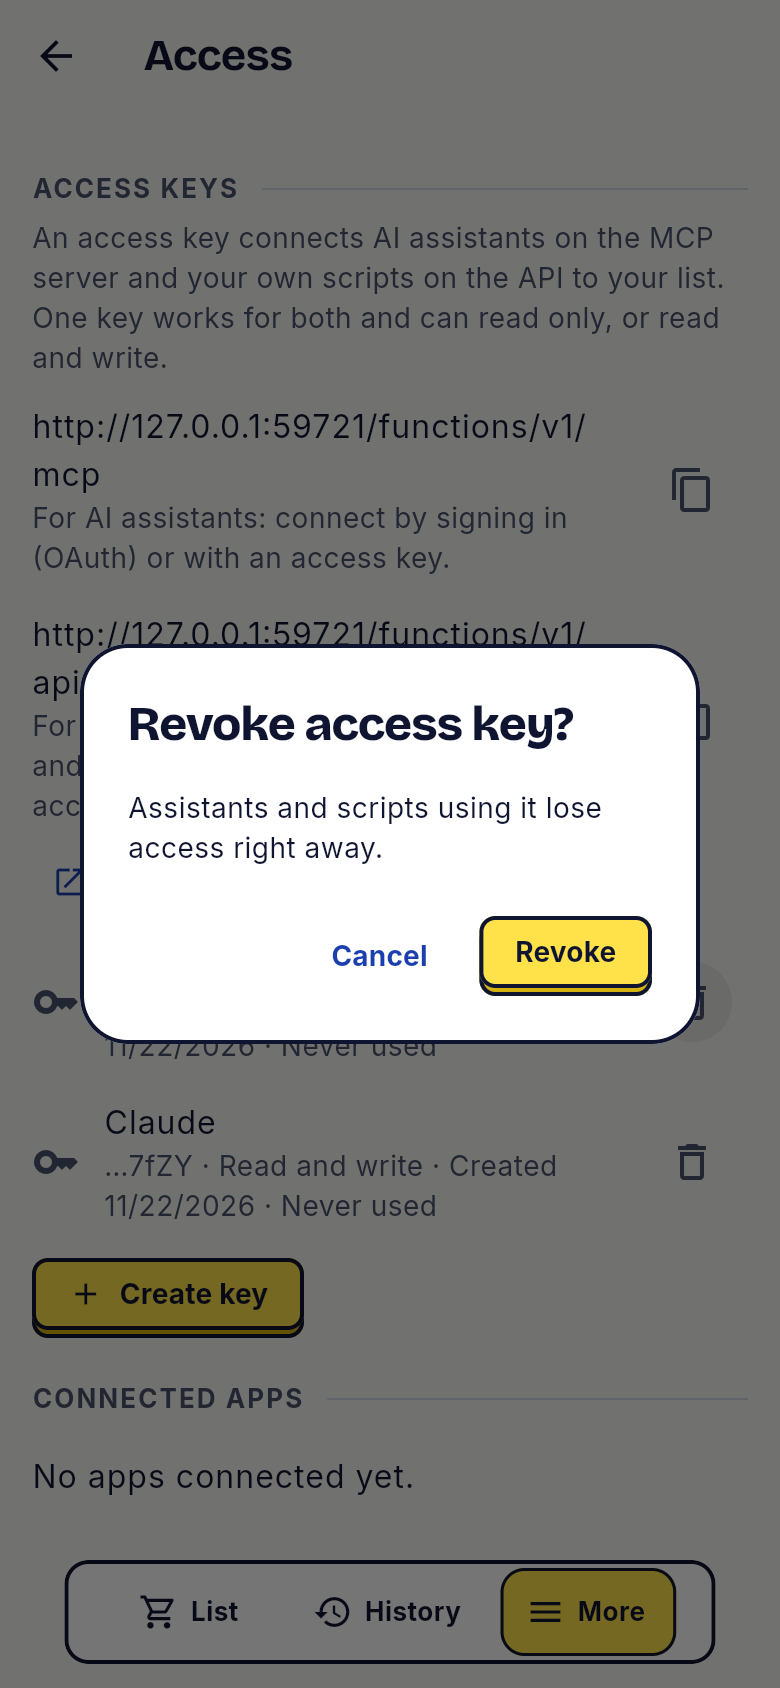 Access
ACCESS KEYS
An access key connects AI assistants on the MCP
server and your own scripts on the API to your list.
One key works for both and can read only, or read
and write.
http://127.0.0.1:59721/functions/v1/
mcp
For AI assistants: connect by signing in
(OAuth) or with an access key.
http://127.0.0.1:59721/functions/v1/
api
For
and
Revoke access key?
Assistants and scripts using it lose
access right away.
Cancel
Revoke
11/22/2026 · Never used
Claude
...7fZY · Read and write · Created
11/22/2026 · Never used
Create key
CONNECTED APPS
No apps connected yet.
List
History
More